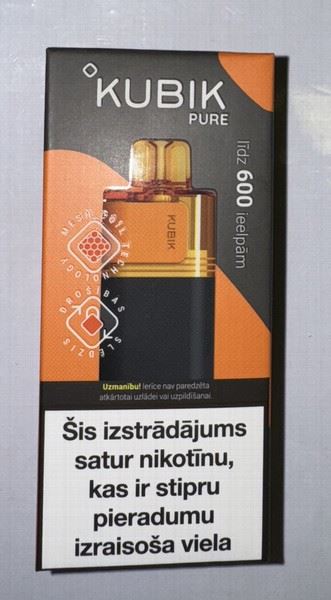 °KUBIK
PURE
līdz 600 ieelpām
KUBIK
MESH COIL TECHNOLOGY
DROŠĪBAS
SLĒDZIS
Uzmanību! Ierīce nav paredzēta
atkārtotai uzlādei vai uzpildīšanai.
Šis izstrādājums
satur nikotīnu,
kas ir stipru
pieradumu
izraisoša viela